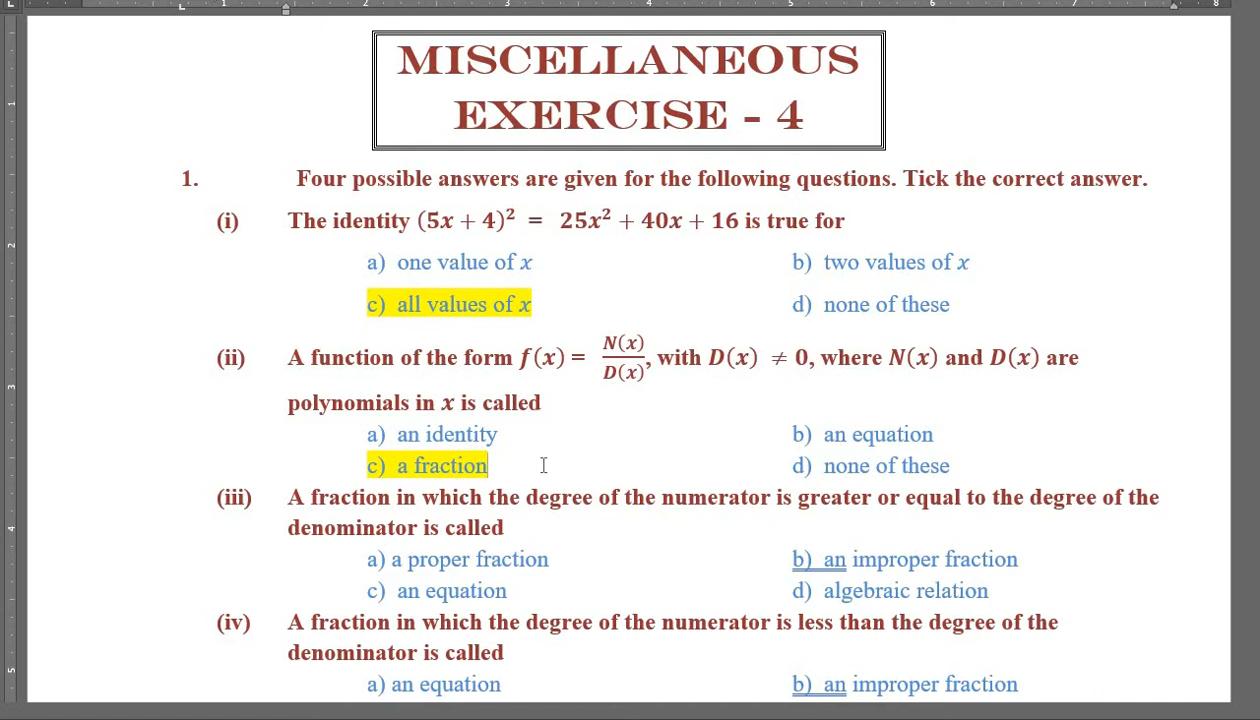 MISCELLANEOUS
EXERCISE - 4
1. Four possible answers are given for the following questions. Tick the correct answer.
(i) The identity (5x + 4)² = 25x² + 40x + 16 is true for
a) one value of x b) two values of x
c) all values of x d) none of these
(ii) A function of the form f(x) = N(x)/D(x), with D(x) ≠ 0, where N(x) and D(x) are
polynomials in x is called
a) an identity b) an equation
c) a fraction d) none of these
(iii) A fraction in which the degree of the numerator is greater or equal to the degree of the
denominator is called
a) a proper fraction b) an improper fraction
c) an equation d) algebraic relation
(iv) A fraction in which the degree of the numerator is less than the degree of the
denominator is called
a) an equation b) an improper fraction